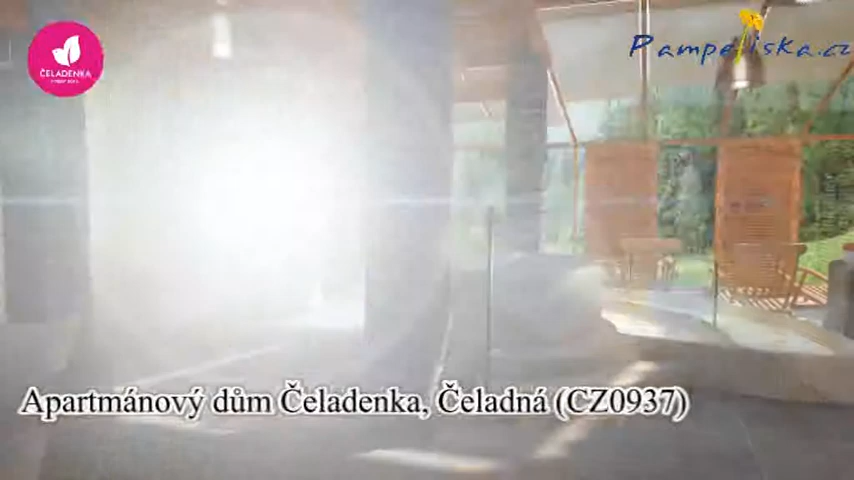 ČELADENKA
Pampeliska.cz
Apartmánový dům Čeladenka, Čeladná (CZ0937)